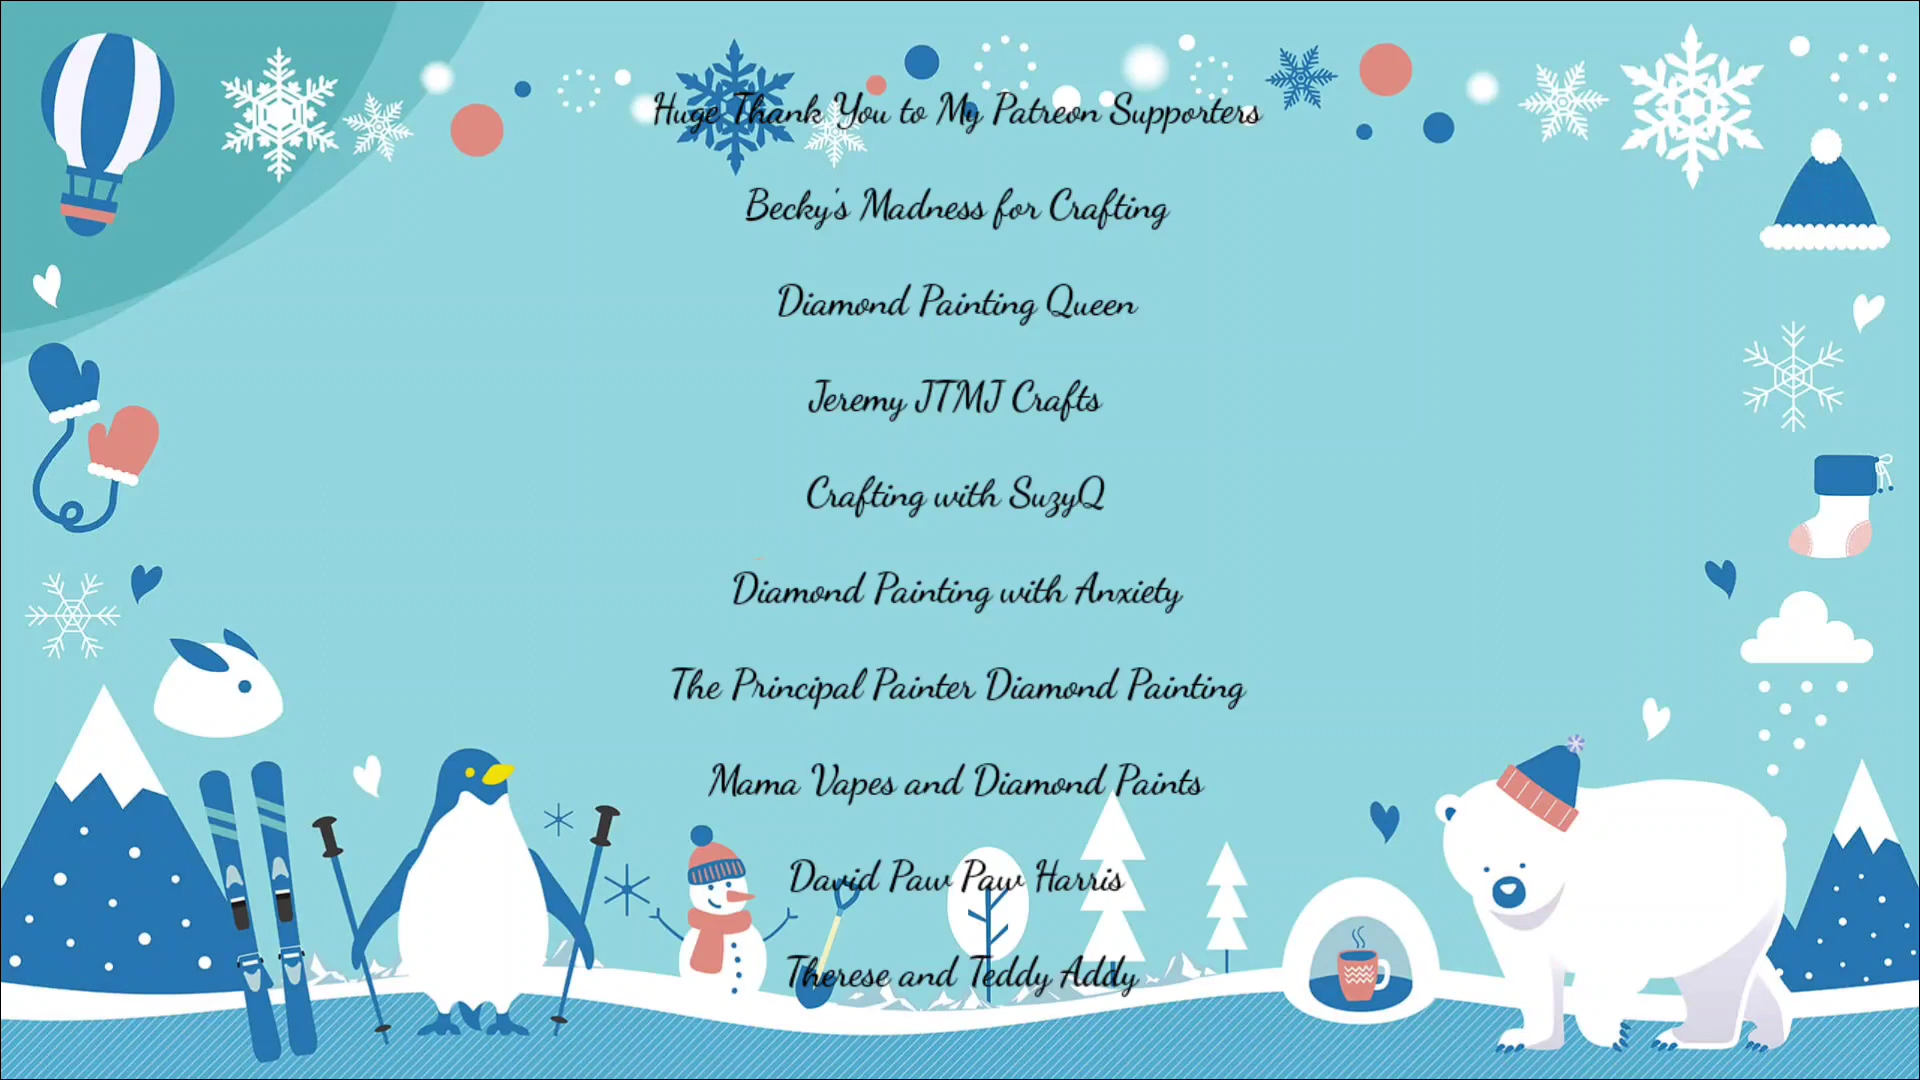 Huge Thank You to My Patreon Supporters
Becky's Madness for Crafting
Diamond Painting Queen
Jeremy JTMJ Crafts
Crafting with SuzyQ
Diamond Painting with Anxiety
The Principal Painter Diamond Painting
Mama Vapes and Diamond Paints
David Paw Paw Harris
Therese and Teddy Addy